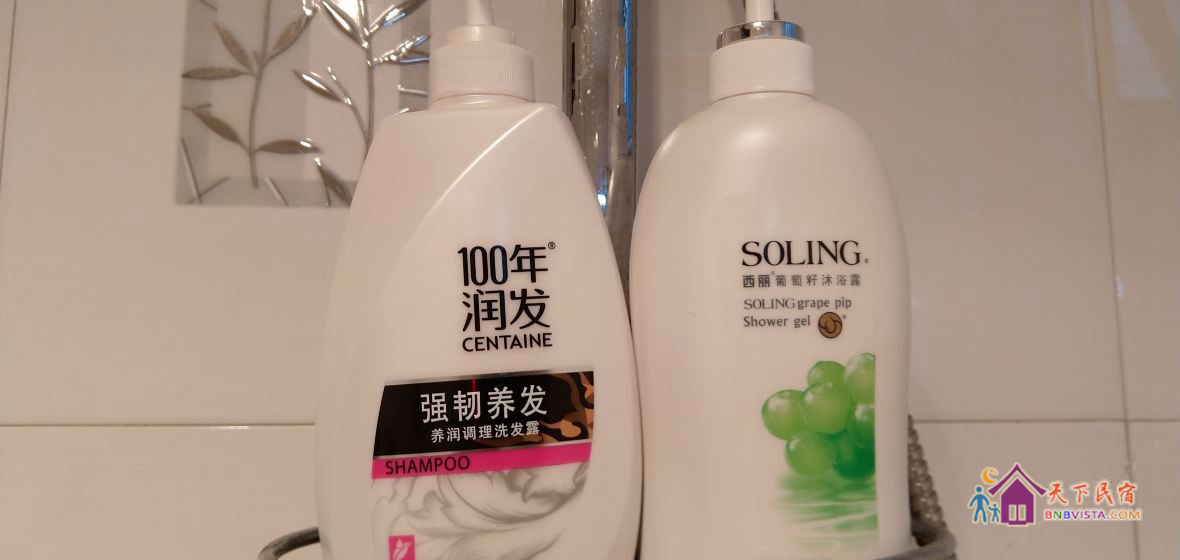 100年®
润发
CENTAINE
强韧养发
养润调理洗发露
SHAMPOO
SOLING®
西丽®葡萄籽沐浴露
SOLING grape pip
Shower gel
天下民宿
BNBVISTA.COM